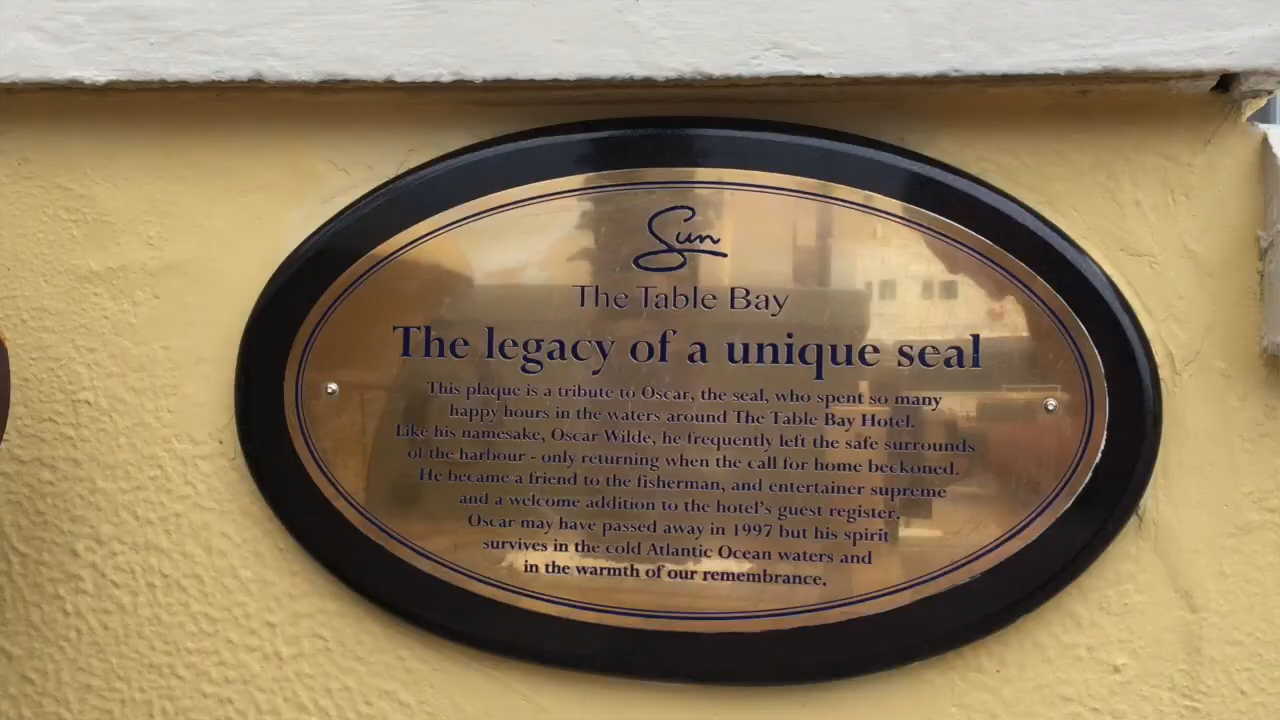 Sun
The Table Bay
The legacy of a unique seal
This plaque is a tribute to Oscar, the seal, who spent so many
happy hours in the waters around The Table Bay Hotel.
Like his namesake, Oscar Wilde, he frequently left the safe surrounds
of the harbour - only returning when the call for home beckoned.
He became a friend to the fisherman, and entertainer supreme
and a welcome addition to the hotel's guest register.
Oscar may have passed away in 1997 but his spirit
survives in the cold Atlantic Ocean waters and
in the warmth of our remembrance.